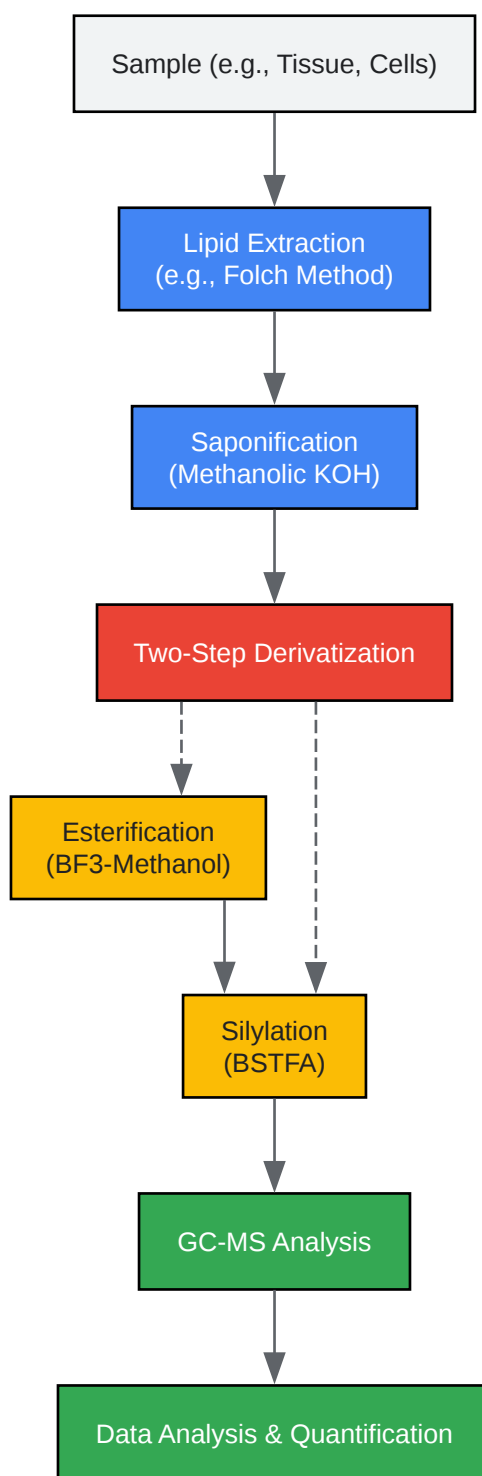 Sample (e.g., Tissue, Cells)
Lipid Extraction
(e.g., Folch Method)
Saponification
(Methanolic KOH)
Two-Step Derivatization
Esterification
(BF3-Methanol)
Silylation
(BSTFA)
GC-MS Analysis
Data Analysis & Quantification